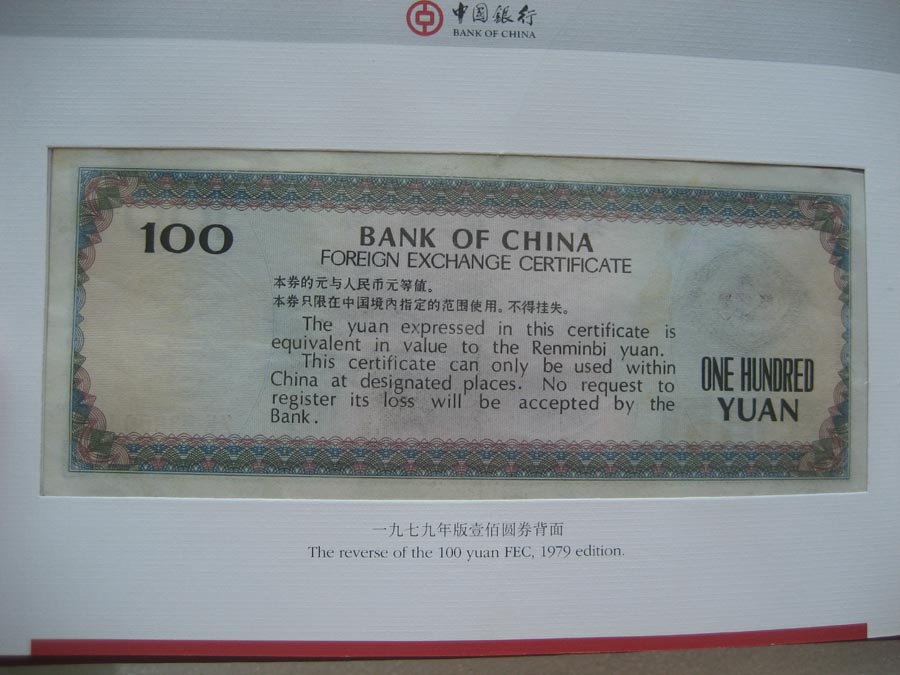 中国银行
BANK OF CHINA
100
BANK OF CHINA
FOREIGN EXCHANGE CERTIFICATE
本券的元与人民币元等值。
本券只限在中国境内指定的范围使用。不得挂失。
The yuan expressed in this certificate is
equivalent in value to the Renminbi yuan.
This certificate can only be used within
China at designated places. No request to
register its loss will be accepted by the
Bank.
ONE HUNDRED
YUAN
一九七九年版壹佰圆券背面
The reverse of the 100 yuan FEC, 1979 edition.